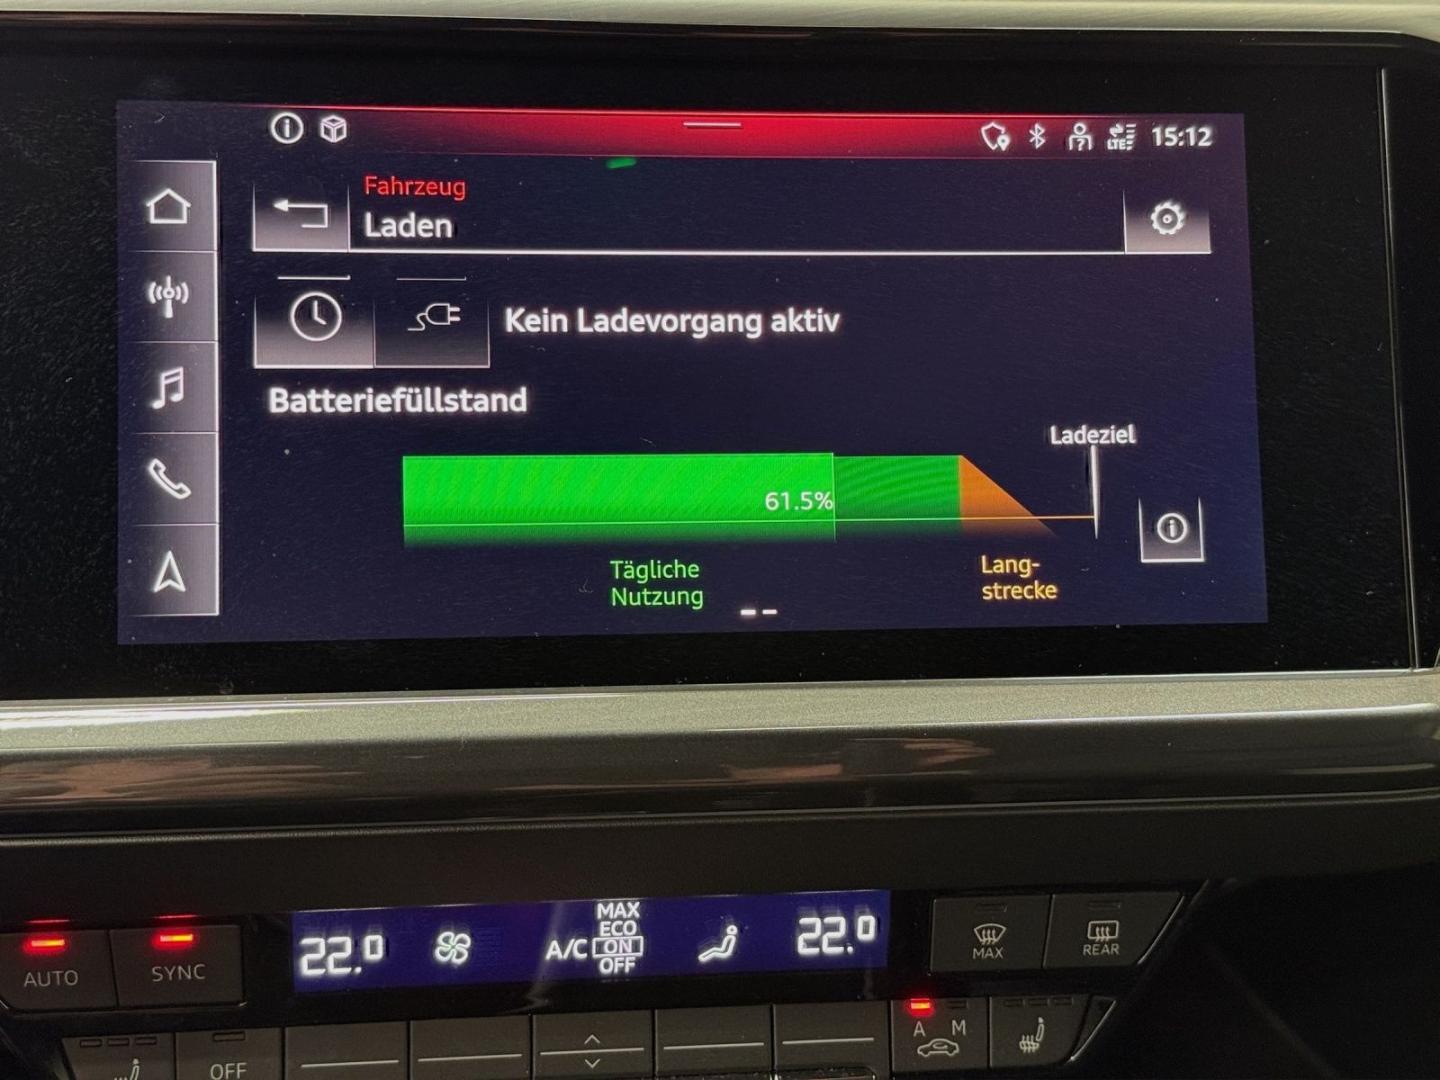 LTE
15:12
Fahrzeug
Laden
Kein Ladevorgang aktiv
Batteriefüllstand
Ladeziel
61.5%
Tägliche
Nutzung
Lang-
strecke
--
AUTO
SYNC
22.0
A/C
MAX
ECO
ON
OFF
22.0
MAX
REAR
OFF
A M